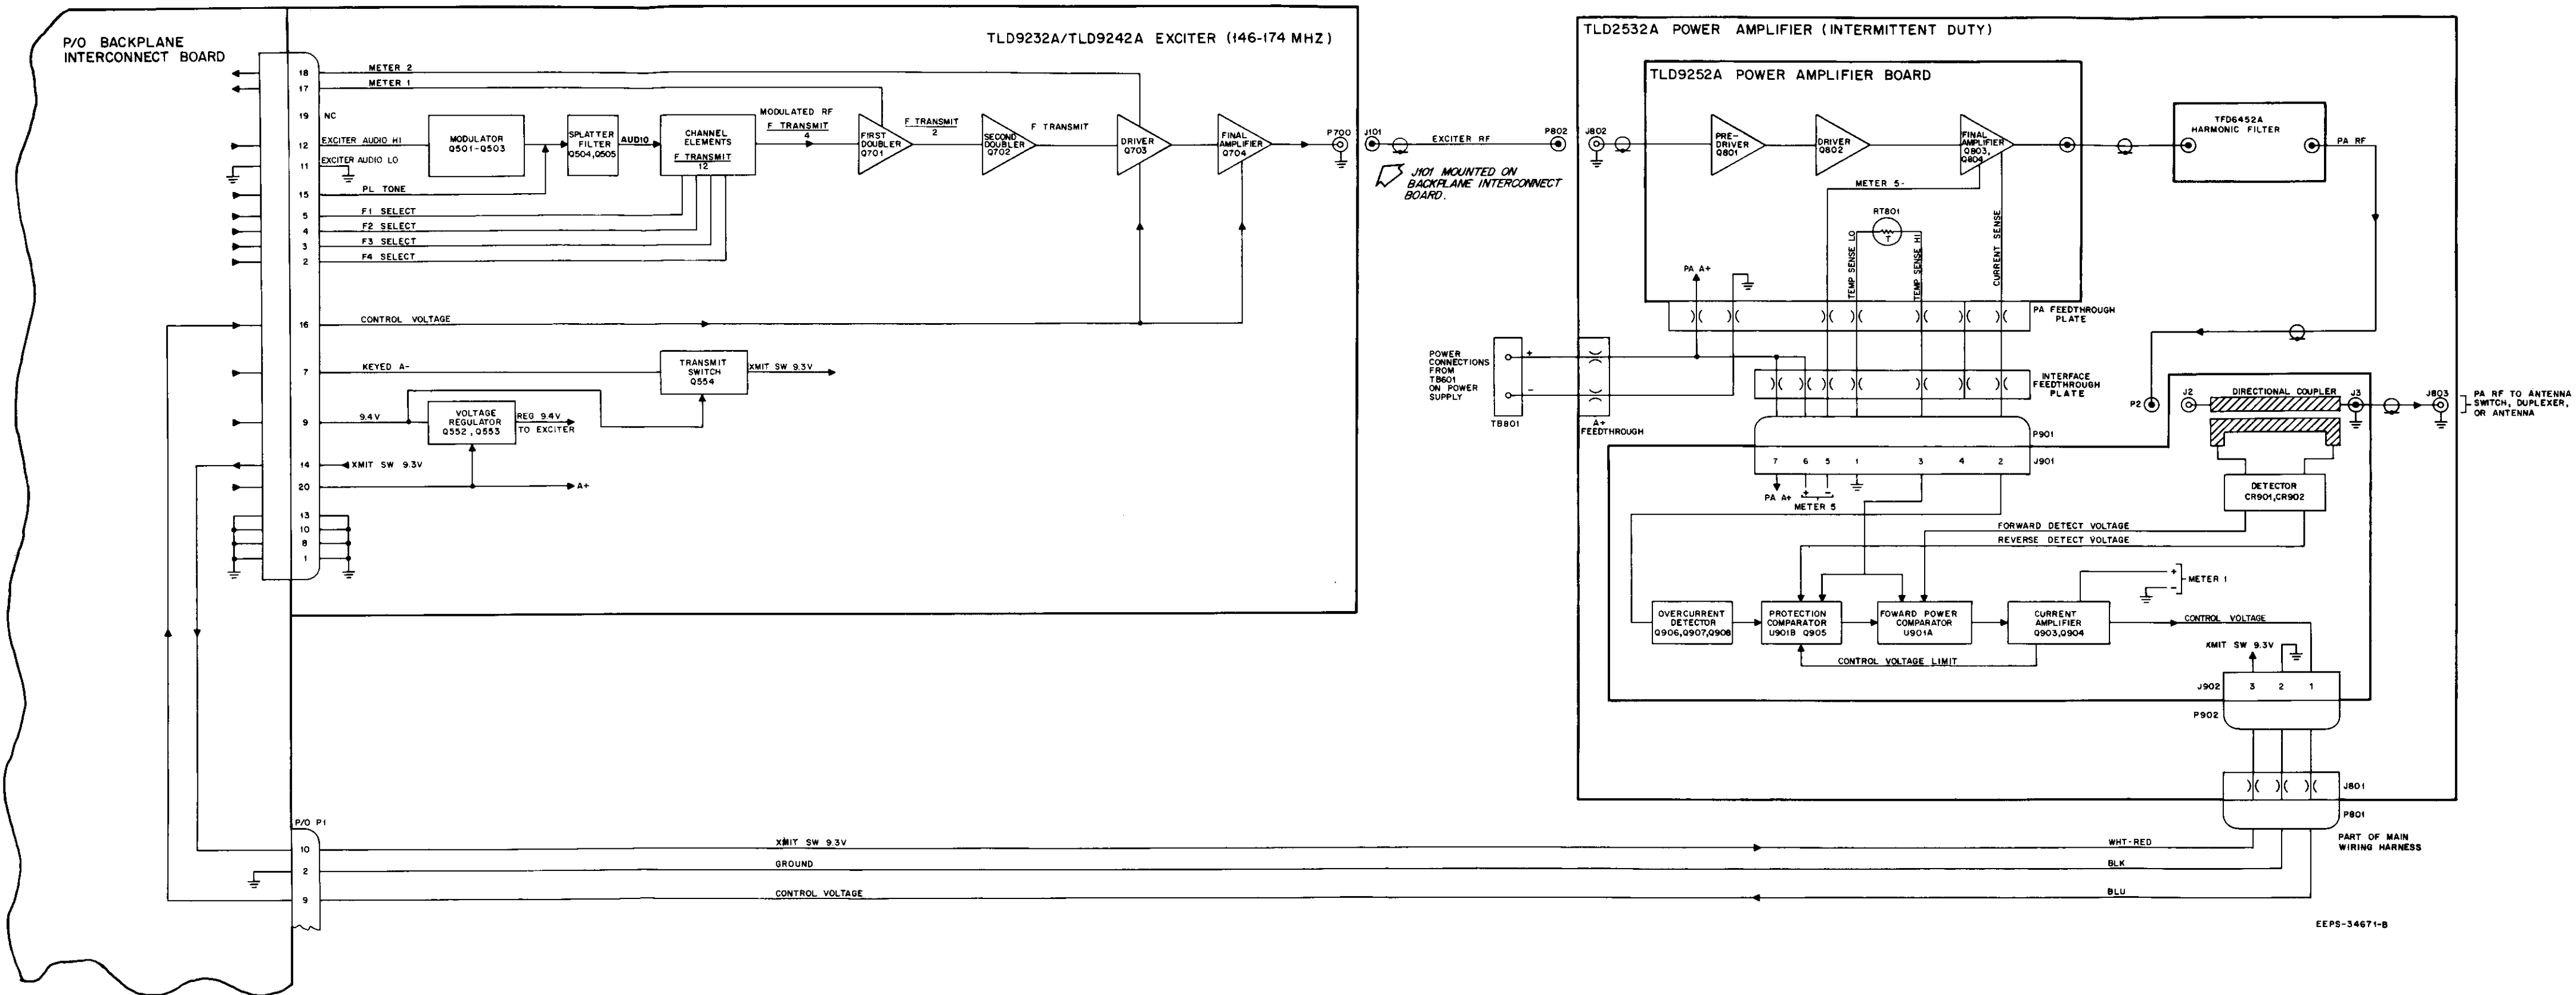 P/O BACKPLANE
INTERCONNECT BOARD
TLD9232A/TLD9242A EXCITER (146-174 MHZ)
18
METER 2
17
METER 1
19
NC
12
EXCITER AUDIO HI
11
EXCITER AUDIO LO
15
PL TONE
5
F1 SELECT
4
F2 SELECT
3
F3 SELECT
2
F4 SELECT
16
CONTROL VOLTAGE
7
KEYED A-
9
9.4V
14
XMIT SW 9.3V
20
A+
13
10
8
1
MODULATOR
Q501-Q503
SPLATTER
FILTER
Q504,Q505
AUDIO
CHANNEL
ELEMENTS
F TRANSMIT
12
MODULATED RF
F TRANSMIT
4
FIRST
DOUBLER
Q701
F TRANSMIT
2
SECOND
DOUBLER
Q702
F TRANSMIT
DRIVER
Q703
FINAL
AMPLIFIER
Q704
P700
TRANSMIT
SWITCH
Q554
XMIT SW 9.3V
VOLTAGE
REGULATOR
Q552, Q553
REG 9.4V
TO EXCITER
J101
EXCITER RF
P802
J101 MOUNTED ON
BACKPLANE INTERCONNECT
BOARD.
TLD2532A POWER AMPLIFIER (INTERMITTENT DUTY)
TLD9252A POWER AMPLIFIER BOARD
J802
PRE-
DRIVER
Q801
DRIVER
Q802
FINAL
AMPLIFIER
Q803,
Q804
METER 5-
RT801
T
TEMP SENSE LO
TEMP SENSE HI
CURRENT SENSE
PA A+
PA FEEDTHROUGH
PLATE
TFD6452A
HARMONIC FILTER
PA RF
POWER
CONNECTIONS
FROM
TB601
ON POWER
SUPPLY
+
-
TB801
A+
FEEDTHROUGH
INTERFACE
FEEDTHROUGH
PLATE
P901
J901
7
6
5
1
3
4
2
PA A+
+
-
METER 5
P2
J2
DIRECTIONAL COUPLER
J3
J803
PA RF TO ANTENNA
SWITCH, DUPLEXER,
OR ANTENNA
DETECTOR
CR901,CR902
FORWARD DETECT VOLTAGE
REVERSE DETECT VOLTAGE
OVERCURRENT
DETECTOR
Q906,Q907,Q908
PROTECTION
COMPARATOR
U901B Q905
FOWARD POWER
COMPARATOR
U901A
CURRENT
AMPLIFIER
Q903,Q904
+
-
METER 1
CONTROL VOLTAGE
CONTROL VOLTAGE LIMIT
XMIT SW 9.3V
J902
3
2
1
P902
J801
P801
PART OF MAIN
WIRING HARNESS
P/O P1
10
XMIT SW 9.3V
WHT-RED
2
GROUND
BLK
9
CONTROL VOLTAGE
BLU
EEPS-34671-B